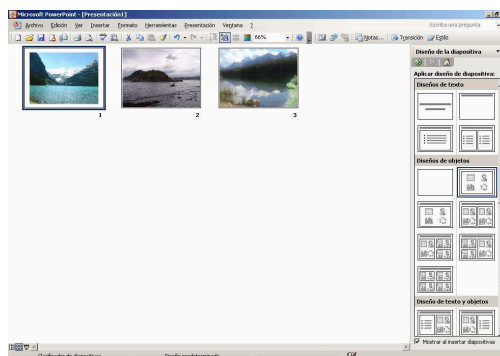 Microsoft PowerPoint - [Presentación1]
Archivo Edición Ver Insertar Formato Herramientas Presentación Ventana ?
Escriba una pregunta
66%
Notas... Transición Estilo
Diseño de la diapositiva
Aplicar diseño de diapositiva:
Diseños de texto
1 2 3
Diseños de objetos
Diseño de texto y objetos
Mostrar al insertar diapositivas
Clasificador de diapositivas
Diseño predeterminado